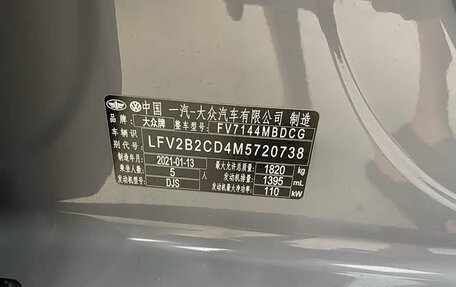 中国 一汽-大众汽车有限公司 制造
大众牌 整车型号 FV7144MBDCG
车辆识别代号: LFV2B2CD4M5720738
制造年月 2021-01-13 最大允许总质量 1820 kg
乘坐人数 5 人 发动机排量 1395 mL
发动机型号 DJS 发动机最大净功率 110 kW